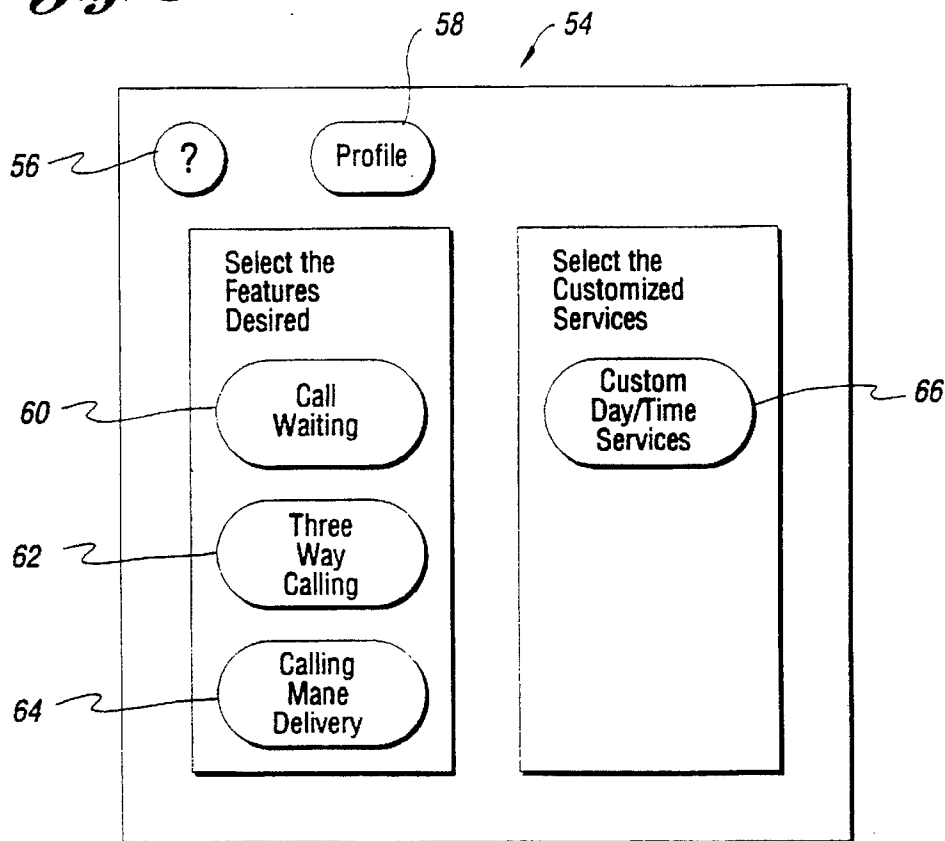 58
54
56
?
Profile
Select the
Features
Desired
Select the
Customized
Services
60
Call
Waiting
Custom
Day/Time
Services
66
62
Three
Way
Calling
64
Calling
Mane
Delivery